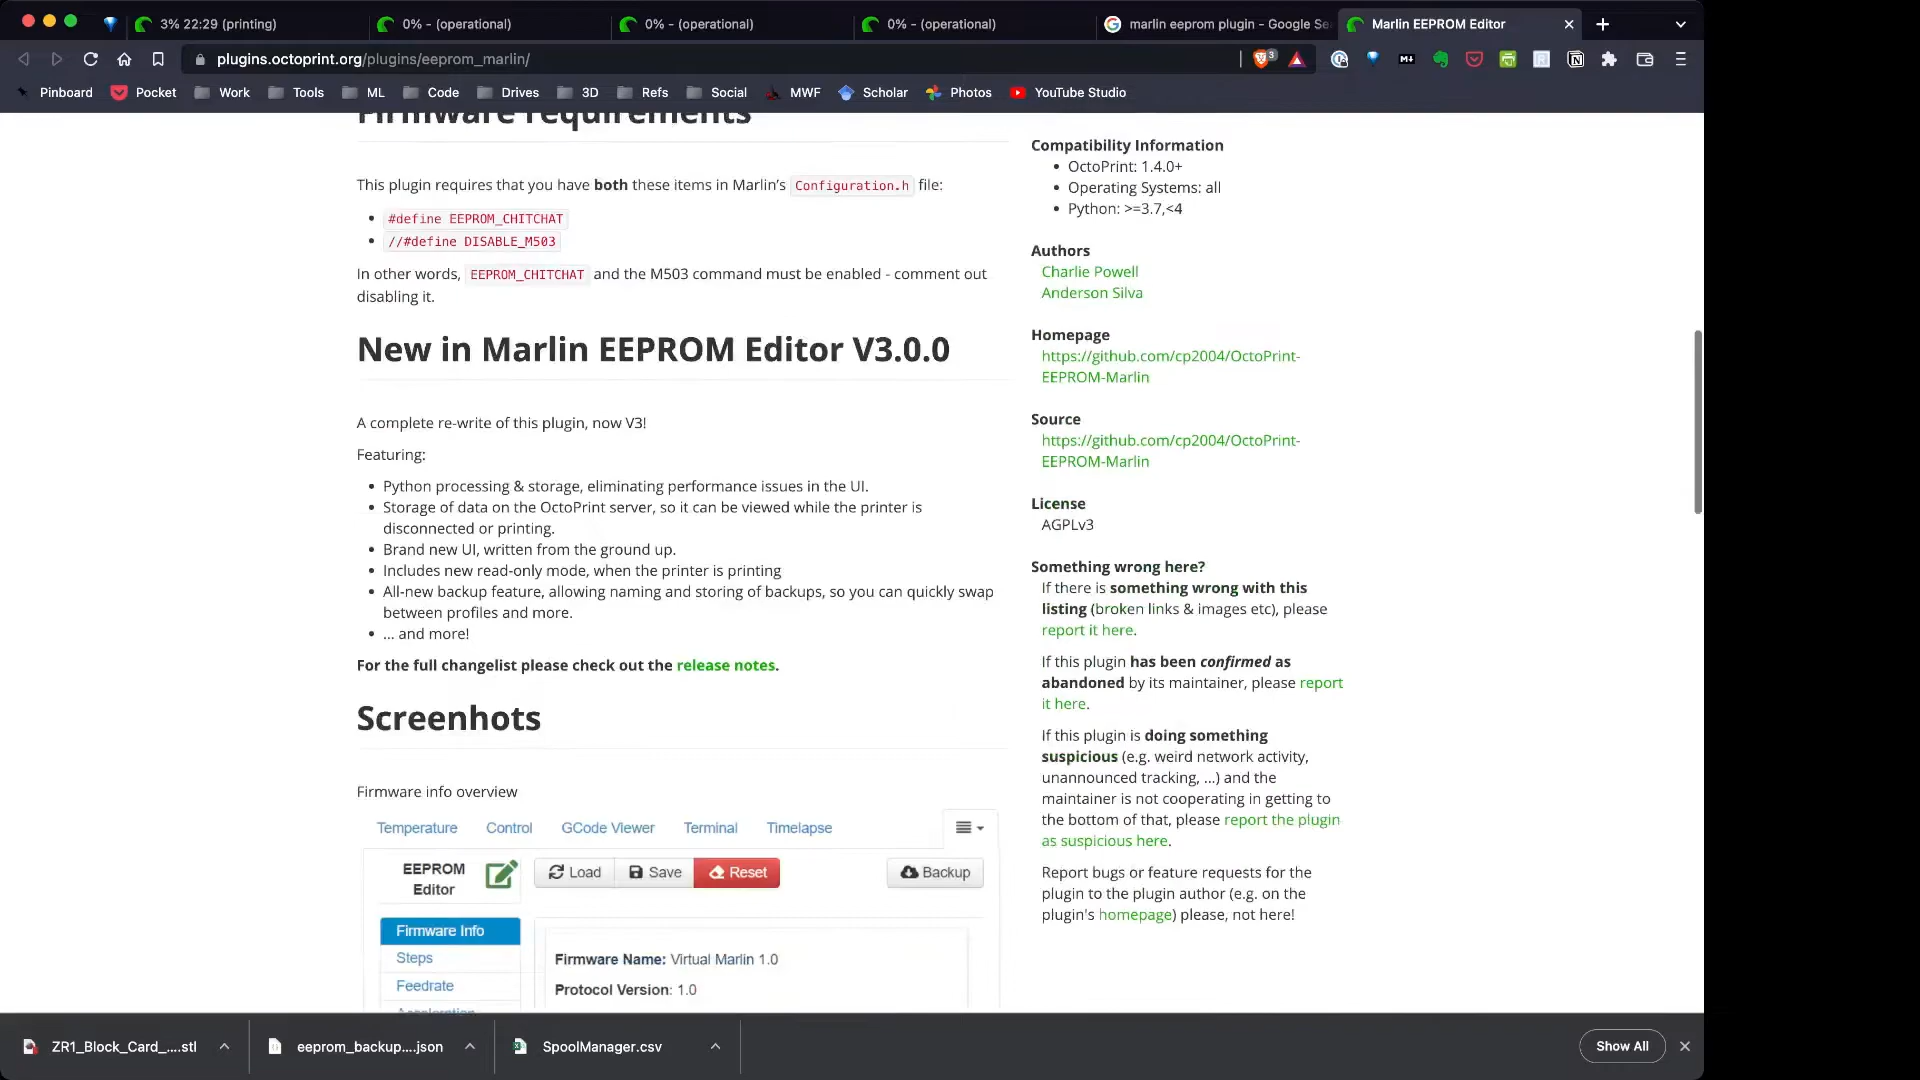 3% 22:29 (printing)
0% - (operational)
0% - (operational)
0% - (operational)
marlin eeprom plugin - Google Se
Marlin EEPROM Editor
plugins.octoprint.org/plugins/eeprom_marlin/
Pinboard
Pocket
Work
Tools
ML
Code
Drives
3D
Refs
Social
MWF
Scholar
Photos
YouTube Studio
Firmware requirements
This plugin requires that you have both these items in Marlin's Configuration.h file:
#define EEPROM_CHITCHAT
//#define DISABLE_M503
In other words, EEPROM_CHITCHAT and the M503 command must be enabled - comment out
disabling it.
New in Marlin EEPROM Editor V3.0.0
A complete re-write of this plugin, now V3!
Featuring:
Python processing & storage, eliminating performance issues in the UI.
Storage of data on the OctoPrint server, so it can be viewed while the printer is
disconnected or printing.
Brand new UI, written from the ground up.
Includes new read-only mode, when the printer is printing
All-new backup feature, allowing naming and storing of backups, so you can quickly swap
between profiles and more.
... and more!
For the full changelist please check out the release notes.
Screenhots
Firmware info overview
Temperature
Control
GCode Viewer
Terminal
Timelapse
EEPROM
Editor
Load
Save
Reset
Backup
Firmware Info
Steps
Feedrate
Acceleration
Firmware Name: Virtual Marlin 1.0
Protocol Version: 1.0
Compatibility Information
OctoPrint: 1.4.0+
Operating Systems: all
Python: >=3.7,<4
Authors
Charlie Powell
Anderson Silva
Homepage
https://github.com/cp2004/OctoPrint-
EEPROM-Marlin
Source
https://github.com/cp2004/OctoPrint-
EEPROM-Marlin
License
AGPLv3
Something wrong here?
If there is something wrong with this
listing (broken links & images etc), please
report it here.
If this plugin has been confirmed as
abandoned by its maintainer, please report
it here.
If this plugin is doing something
suspicious (e.g. weird network activity,
unannounced tracking, ...) and the
maintainer is not cooperating in getting to
the bottom of that, please report the plugin
as suspicious here.
Report bugs or feature requests for the
plugin to the plugin author (e.g. on the
plugin's homepage) please, not here!
ZR1_Block_Card_....stl
eeprom_backup....json
SpoolManager.csv
Show All